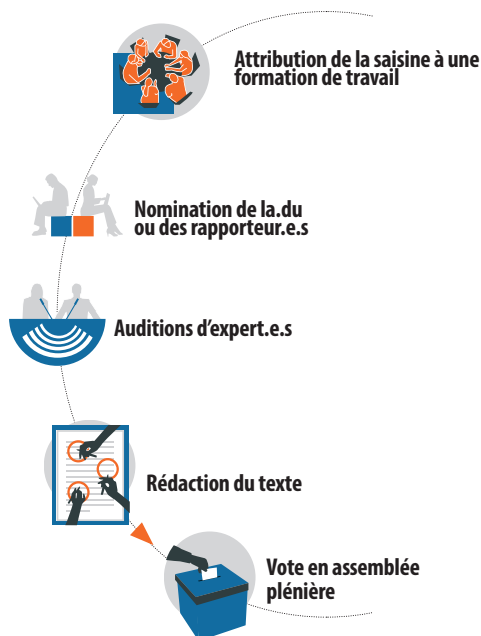 Attribution de la saisine à une
formation de travail
Nomination de la.du
ou des rapporteur.e.s
Auditions d'expert.e.s
Rédaction du texte
Vote en assemblée
plénière